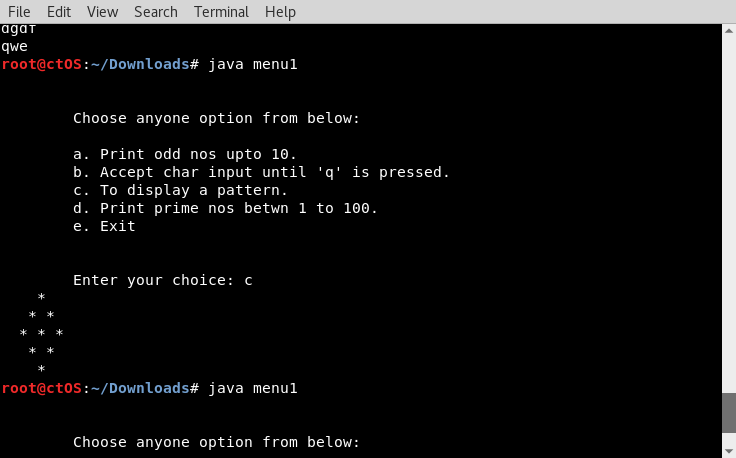 File Edit View Search Terminal Help
dgdf
qwe
root@ctOS:~/Downloads# java menu1
Choose anyone option from below:
a. Print odd nos upto 10.
b. Accept char input until 'q' is pressed.
c. To display a pattern.
d. Print prime nos betwn 1 to 100.
e. Exit
Enter your choice: c
*
* *
* * *
* *
*
root@ctOS:~/Downloads# java menu1
Choose anyone option from below: